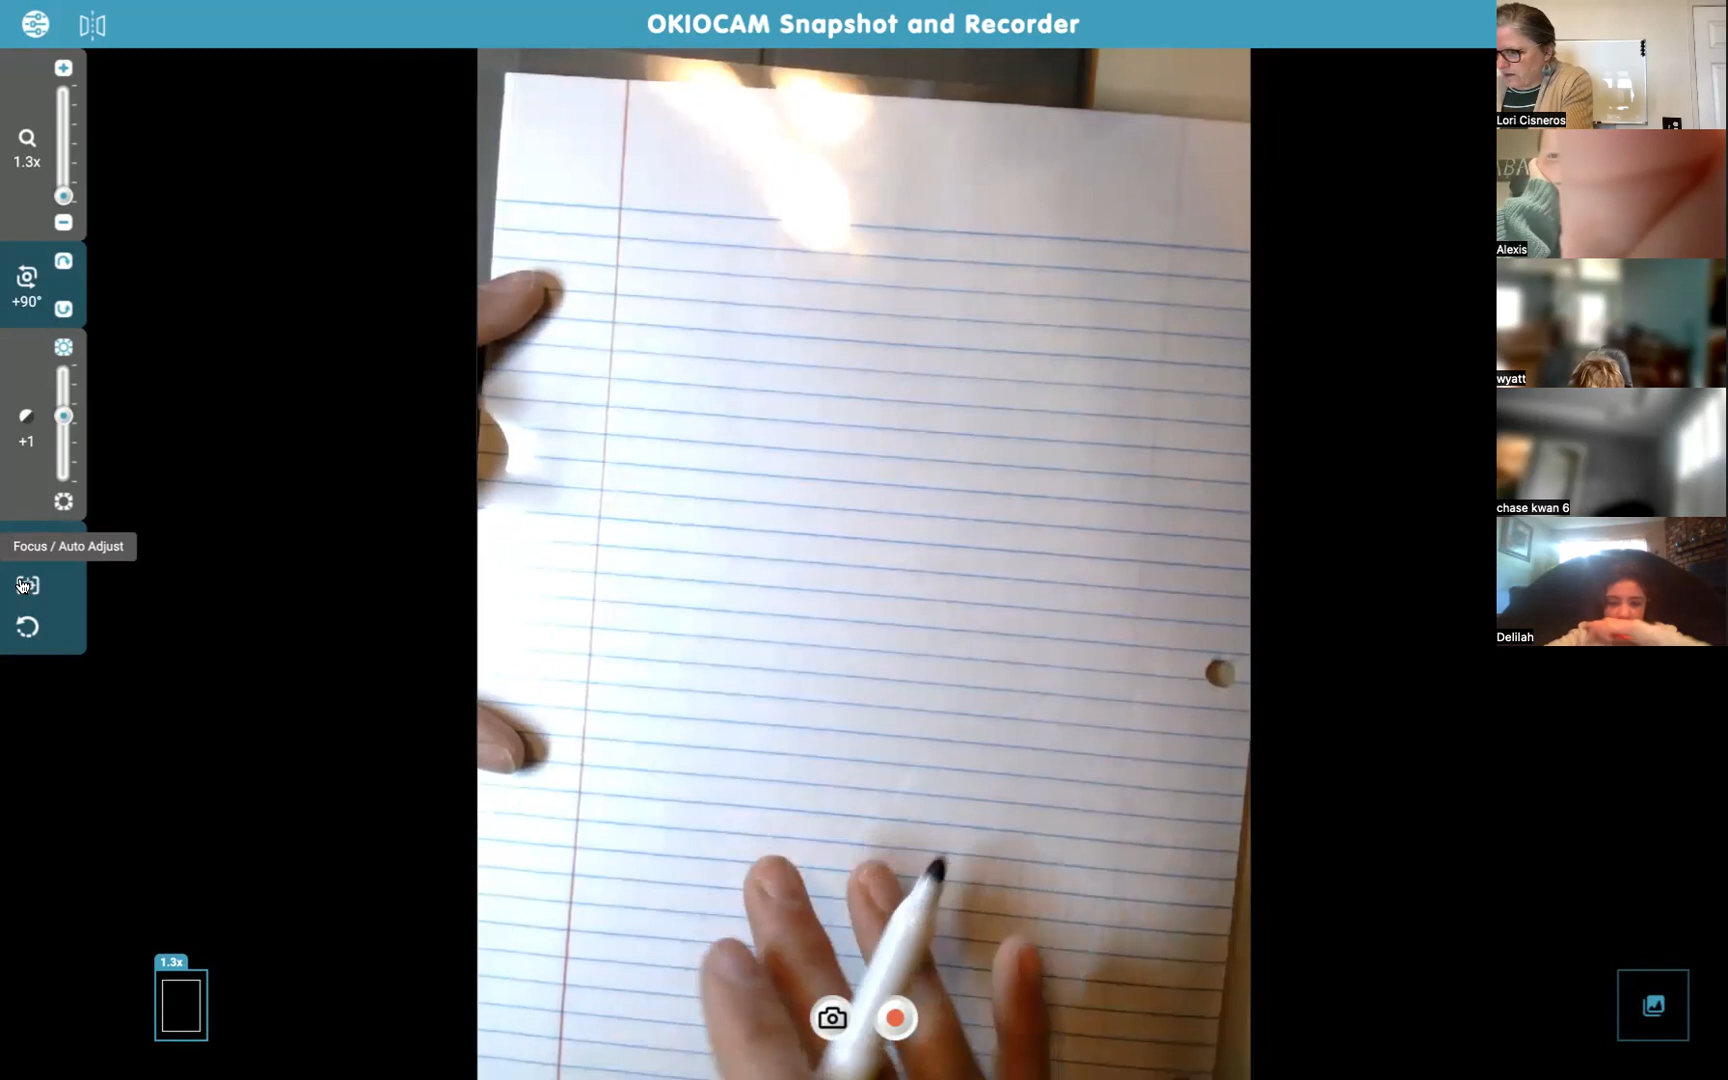 OKIOCAM Snapshot and Recorder
1.3x
+90°
+1
Focus / Auto Adjust
1.3x
Lori Cisneros
ABA
Alexis
wyatt
chase kwan 6
Delilah